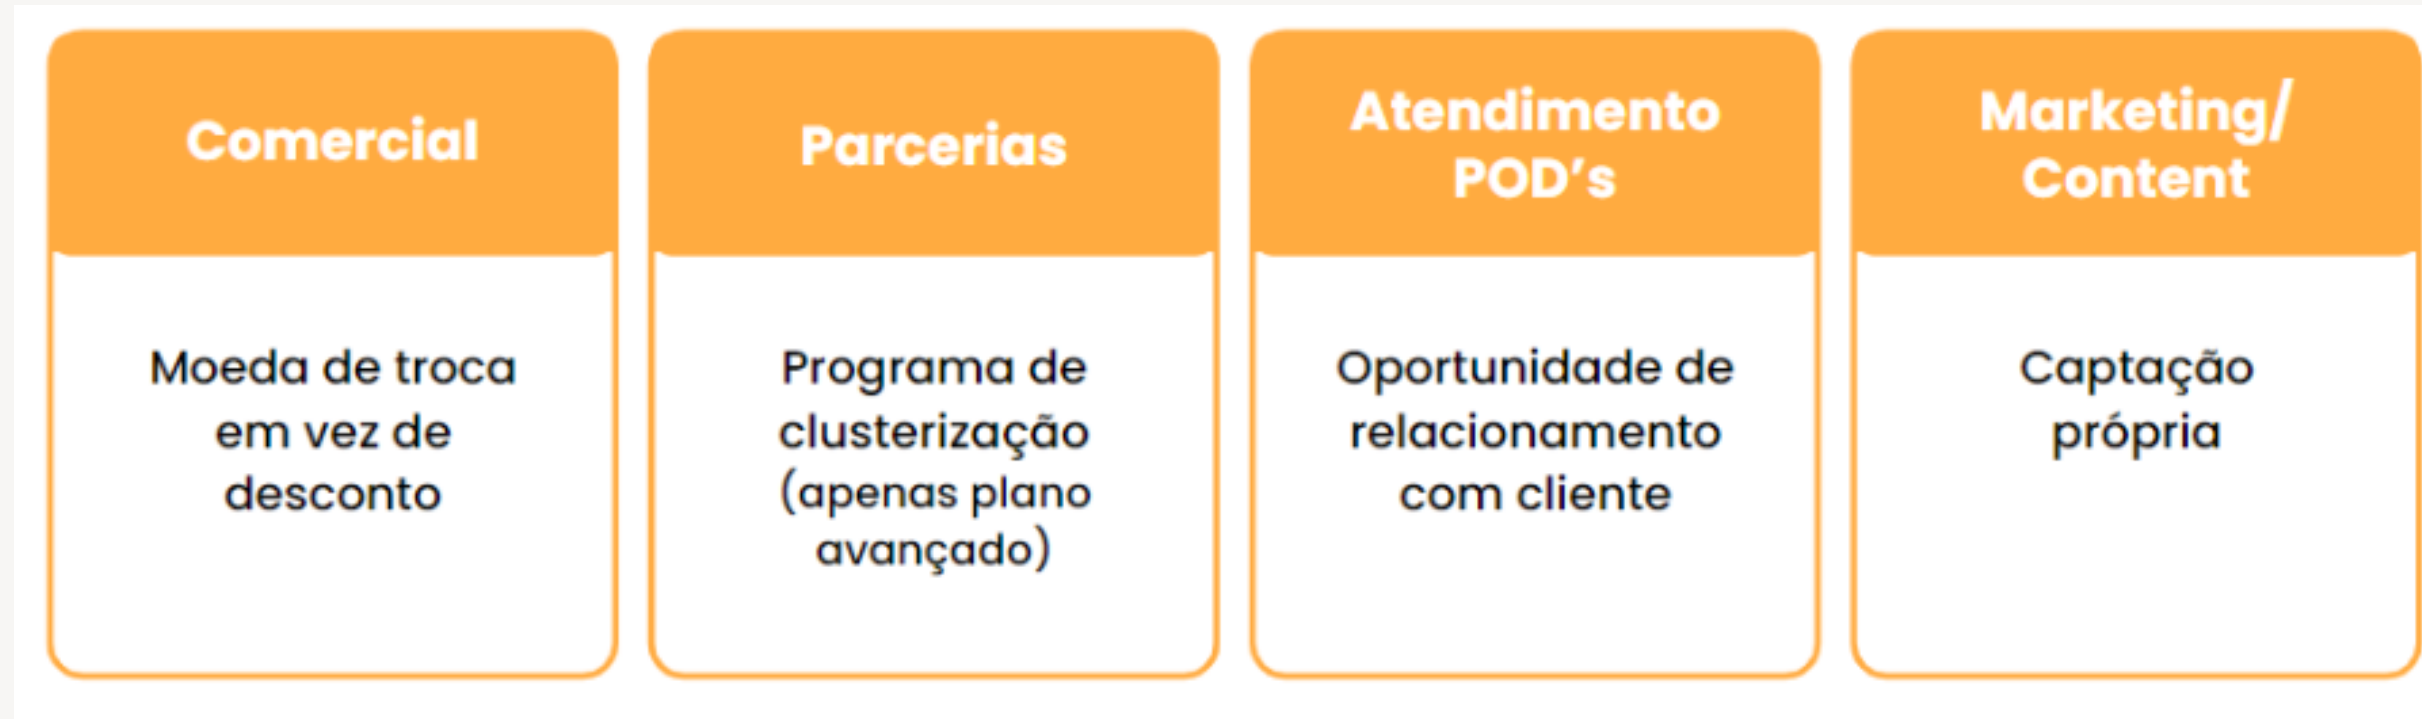 Comercial
Moeda de troca
em vez de
desconto
Parcerias
Programa de
clusterização
(apenas plano
avançado)
Atendimento
POD’s
Oportunidade de
relacionamento
com cliente
Marketing/
Content
Captação
própria